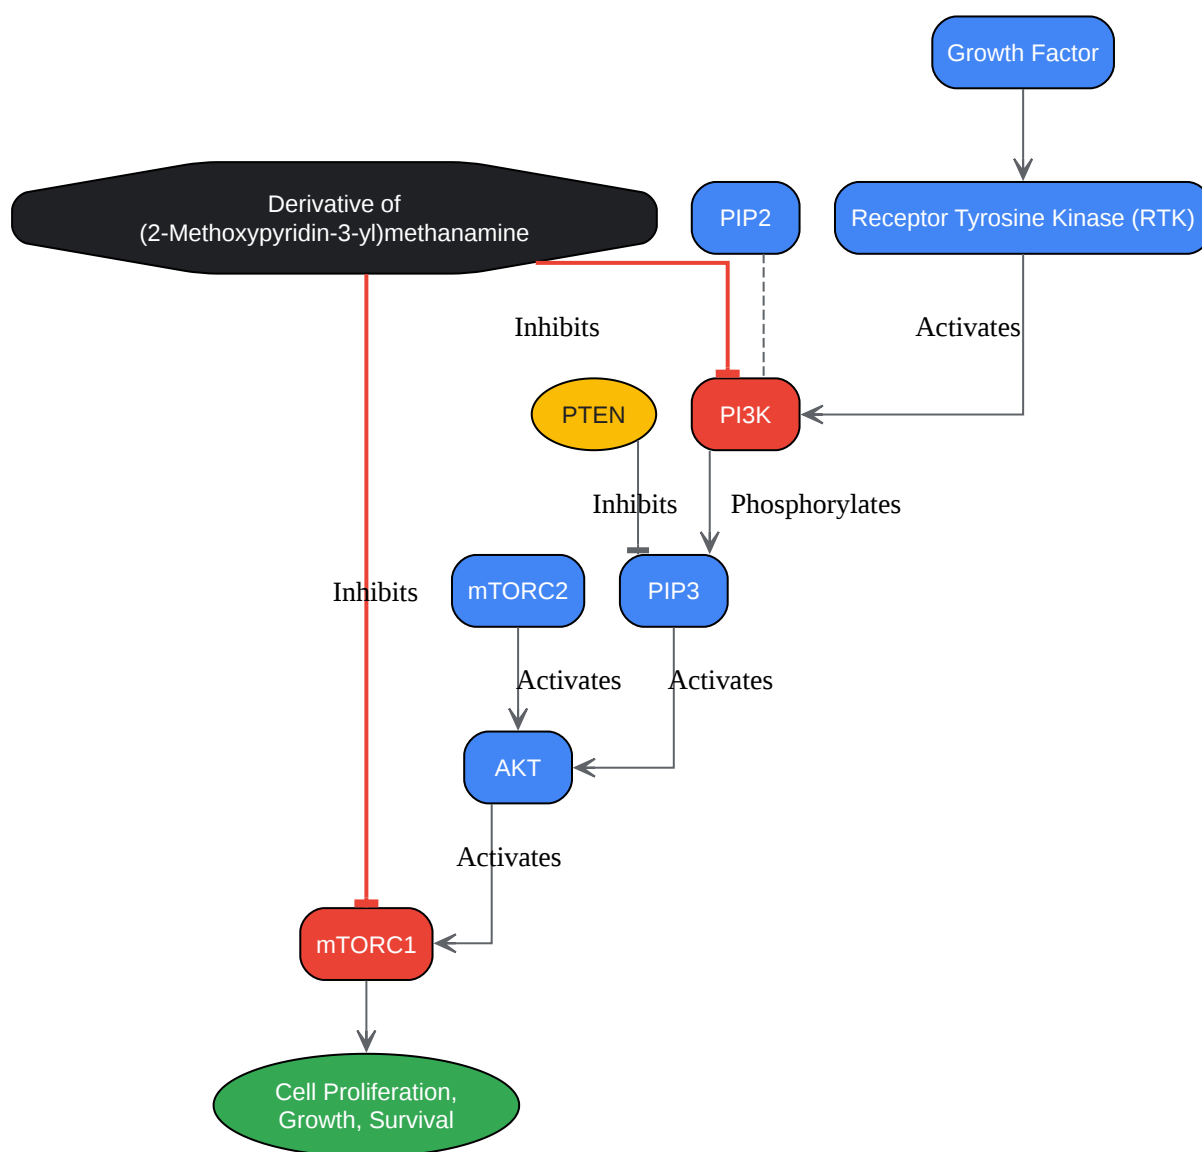 Growth Factor
Derivative of
(2-Methoxypyridin-3-yl)methanamine
PIP2
Receptor Tyrosine Kinase (RTK)
Inhibits
Activates
PTEN
PI3K
Inhibits
Phosphorylates
Inhibits
mTORC2
PIP3
Activates
Activates
AKT
Activates
mTORC1
Cell Proliferation,
Growth, Survival